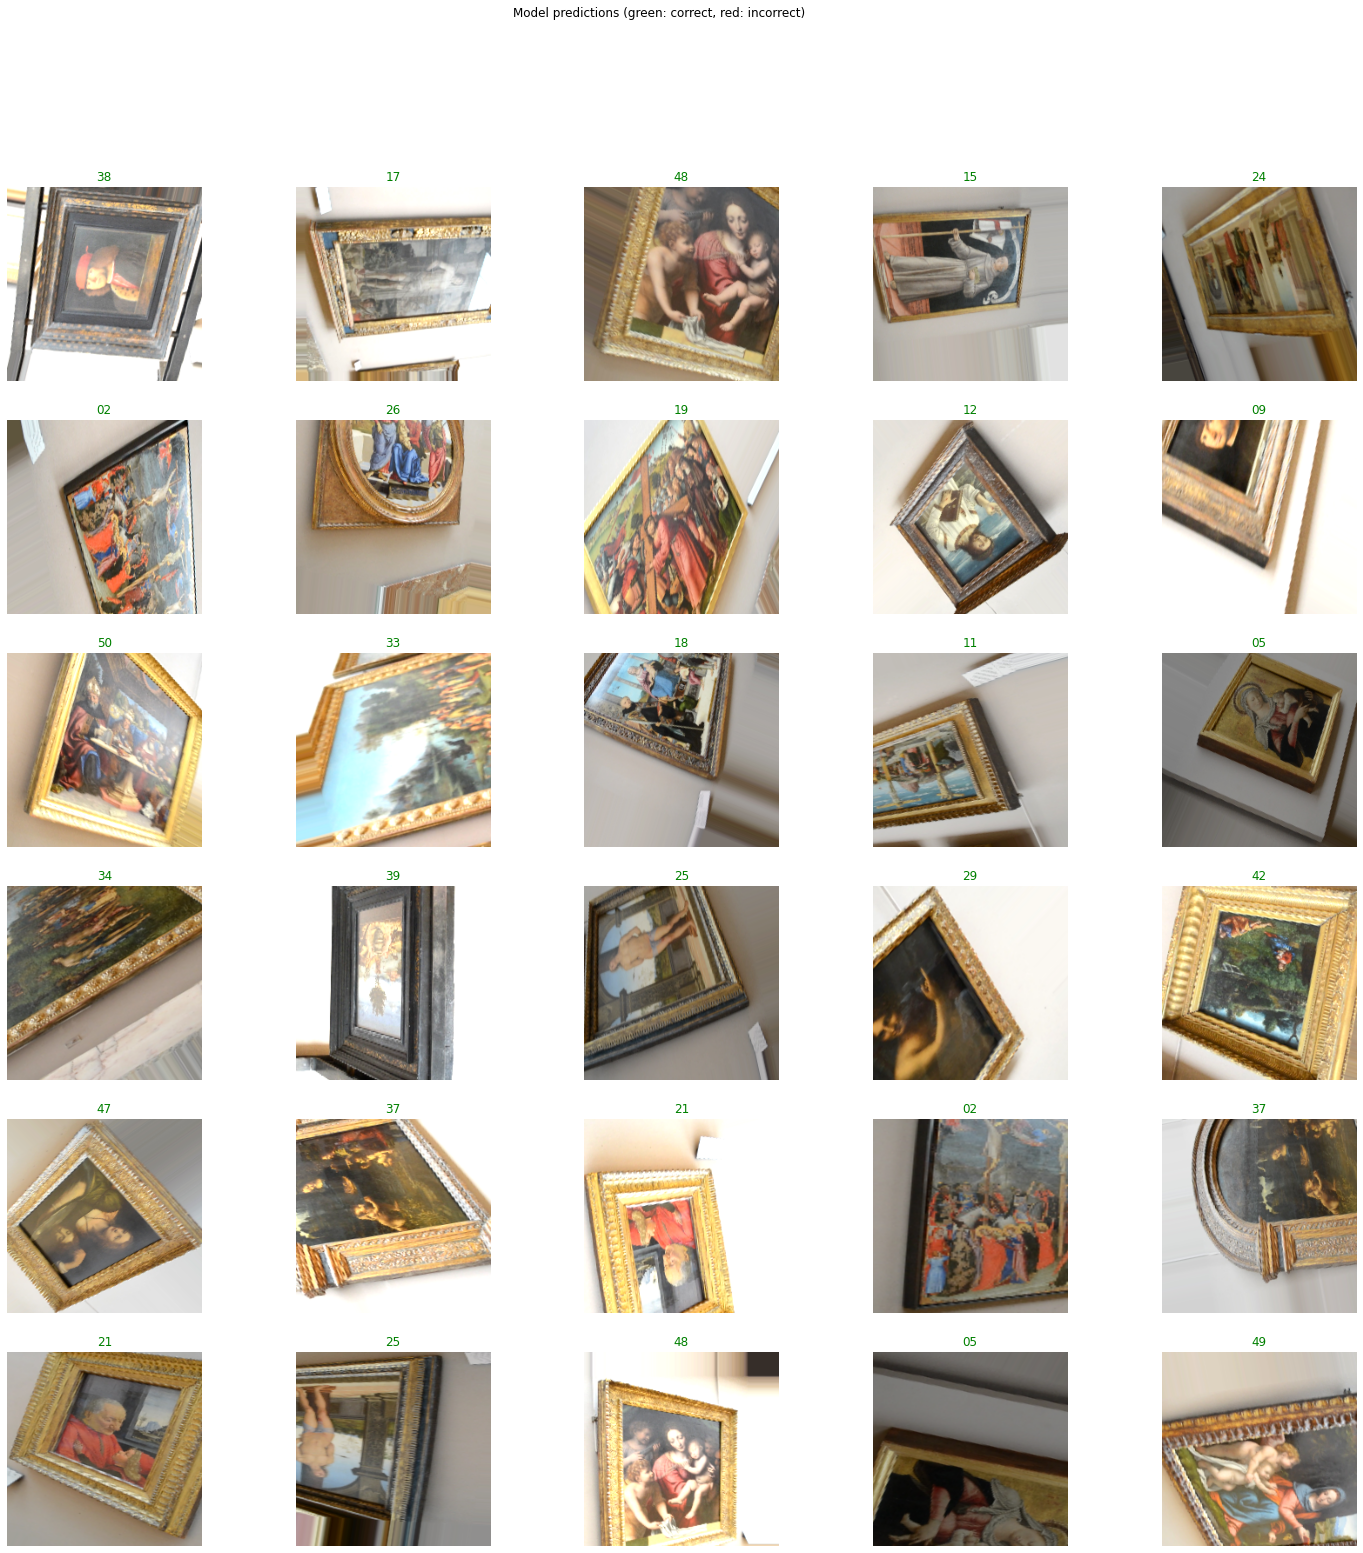 Model predictions (green: correct, red: incorrect)
38 17 48 15 24
02 26 19 12 09
50 33 18 11 05
34 39 25 29 42
47 37 21 02 37
21 25 48 05 49